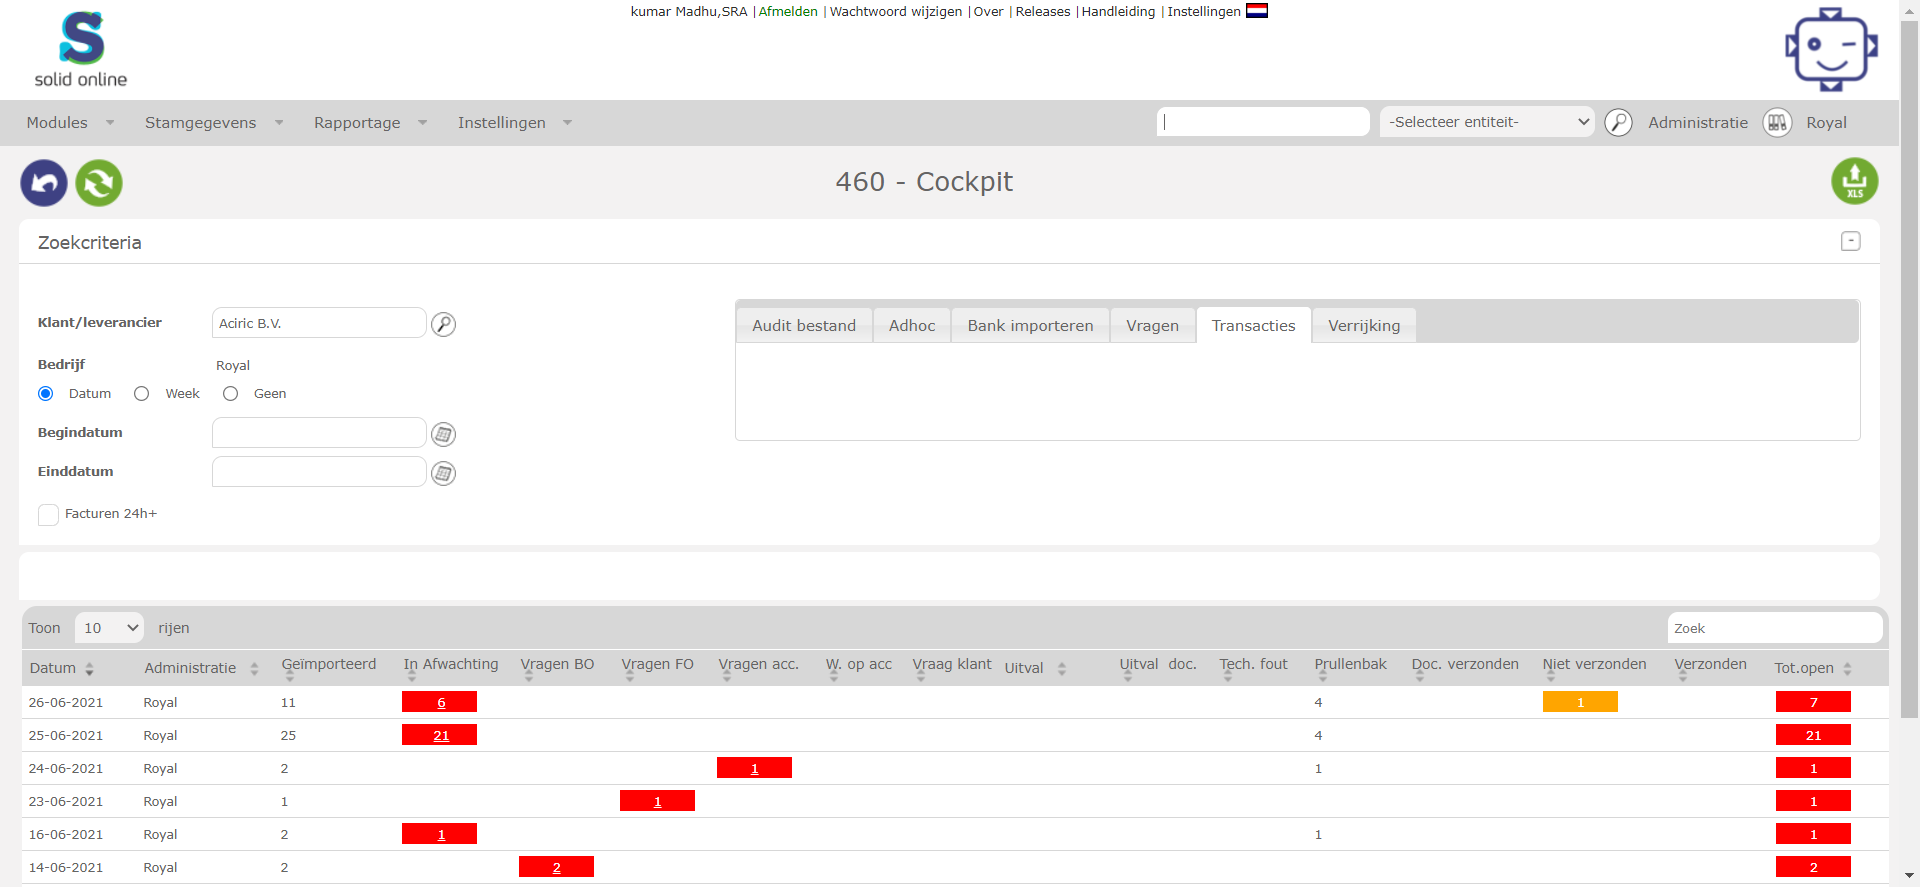 kumar Madhu,SRA | Afmelden | Wachtwoord wijzigen | Over | Releases | Handleiding | Instellingen
solid online
Modules Stamgegevens Rapportage Instellingen -Selecteer entiteit- Administratie Royal
460 - Cockpit
XLS
Zoekcriteria
-
Klant/leverancier Aciric B.V.
Audit bestand Adhoc Bank importeren Vragen Transacties Verrijking
Bedrijf Royal
Datum Week Geen
Begindatum
Einddatum
Facturen 24h+
Toon 10 rijen Zoek
Datum Administratie Geïmporteerd In Afwachting Vragen BO Vragen FO Vragen acc. W. op acc Vraag klant Uitval Uitval doc. Tech. fout Prullenbak Doc. verzonden Niet verzonden Verzonden Tot.open
26-06-2021 Royal 11 6 4 1 7
25-06-2021 Royal 25 21 4 21
24-06-2021 Royal 2 1 1 1
23-06-2021 Royal 1 1 1
16-06-2021 Royal 2 1 1 1
14-06-2021 Royal 2 2 2